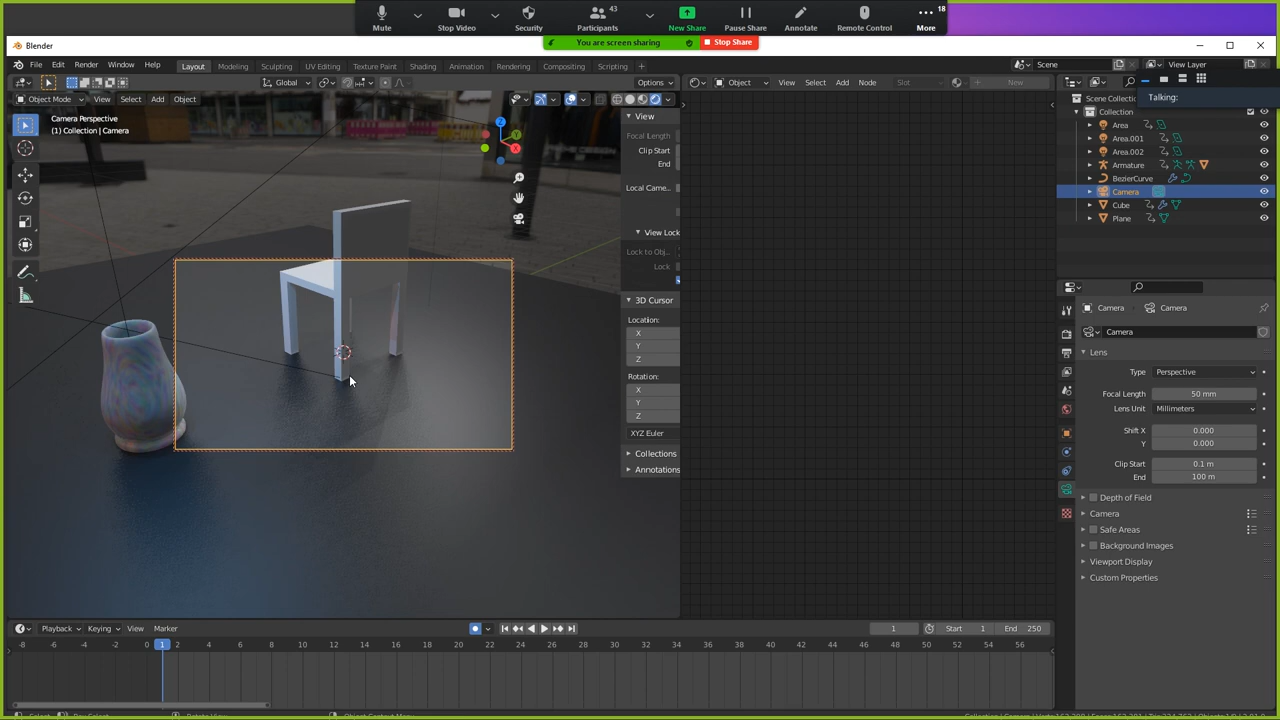 43
18
Mute
Stop Video
Security
Participants
New Share
Pause Share
Annotate
Remote Control
More
You are screen sharing
Stop Share
Blender
File Edit Render Window Help
Layout Modeling Sculpting UV Editing Texture Paint Shading Animation Rendering Compositing Scripting
Scene
View Layer
Global
Options
Object
View Select Add Object
Slot
New
Object Mode
View Select Add Object
Talking:
Camera Perspective
(1) Collection | Camera
Z
Y
X
View
Focal Length
Clip Start
End
Local Came...
View Lock
Lock to Obj...
Lock
3D Cursor
Location:
X
Y
Z
Rotation:
X
Y
Z
XYZ Euler
Collections
Annotations
Scene Collectio
Collection
Area
Area.001
Area.002
Armature
BezierCurve
Camera
Cube
Plane
Camera
Camera
Camera
Lens
Type Perspective
Focal Length 50 mm
Lens Unit Millimeters
Shift X 0.000
Y 0.000
Clip Start 0.1 m
End 100 m
Depth of Field
Camera
Safe Areas
Background Images
Viewport Display
Custom Properties
Playback Keying View Marker
1
Start 1
End 250
-8 -6 -4 -2 0 1 2 4 6 8 10 12 14 16 18 20 22 24 26 28 30 32 34 36 38 40 42 44 46 48 50 52 54 56